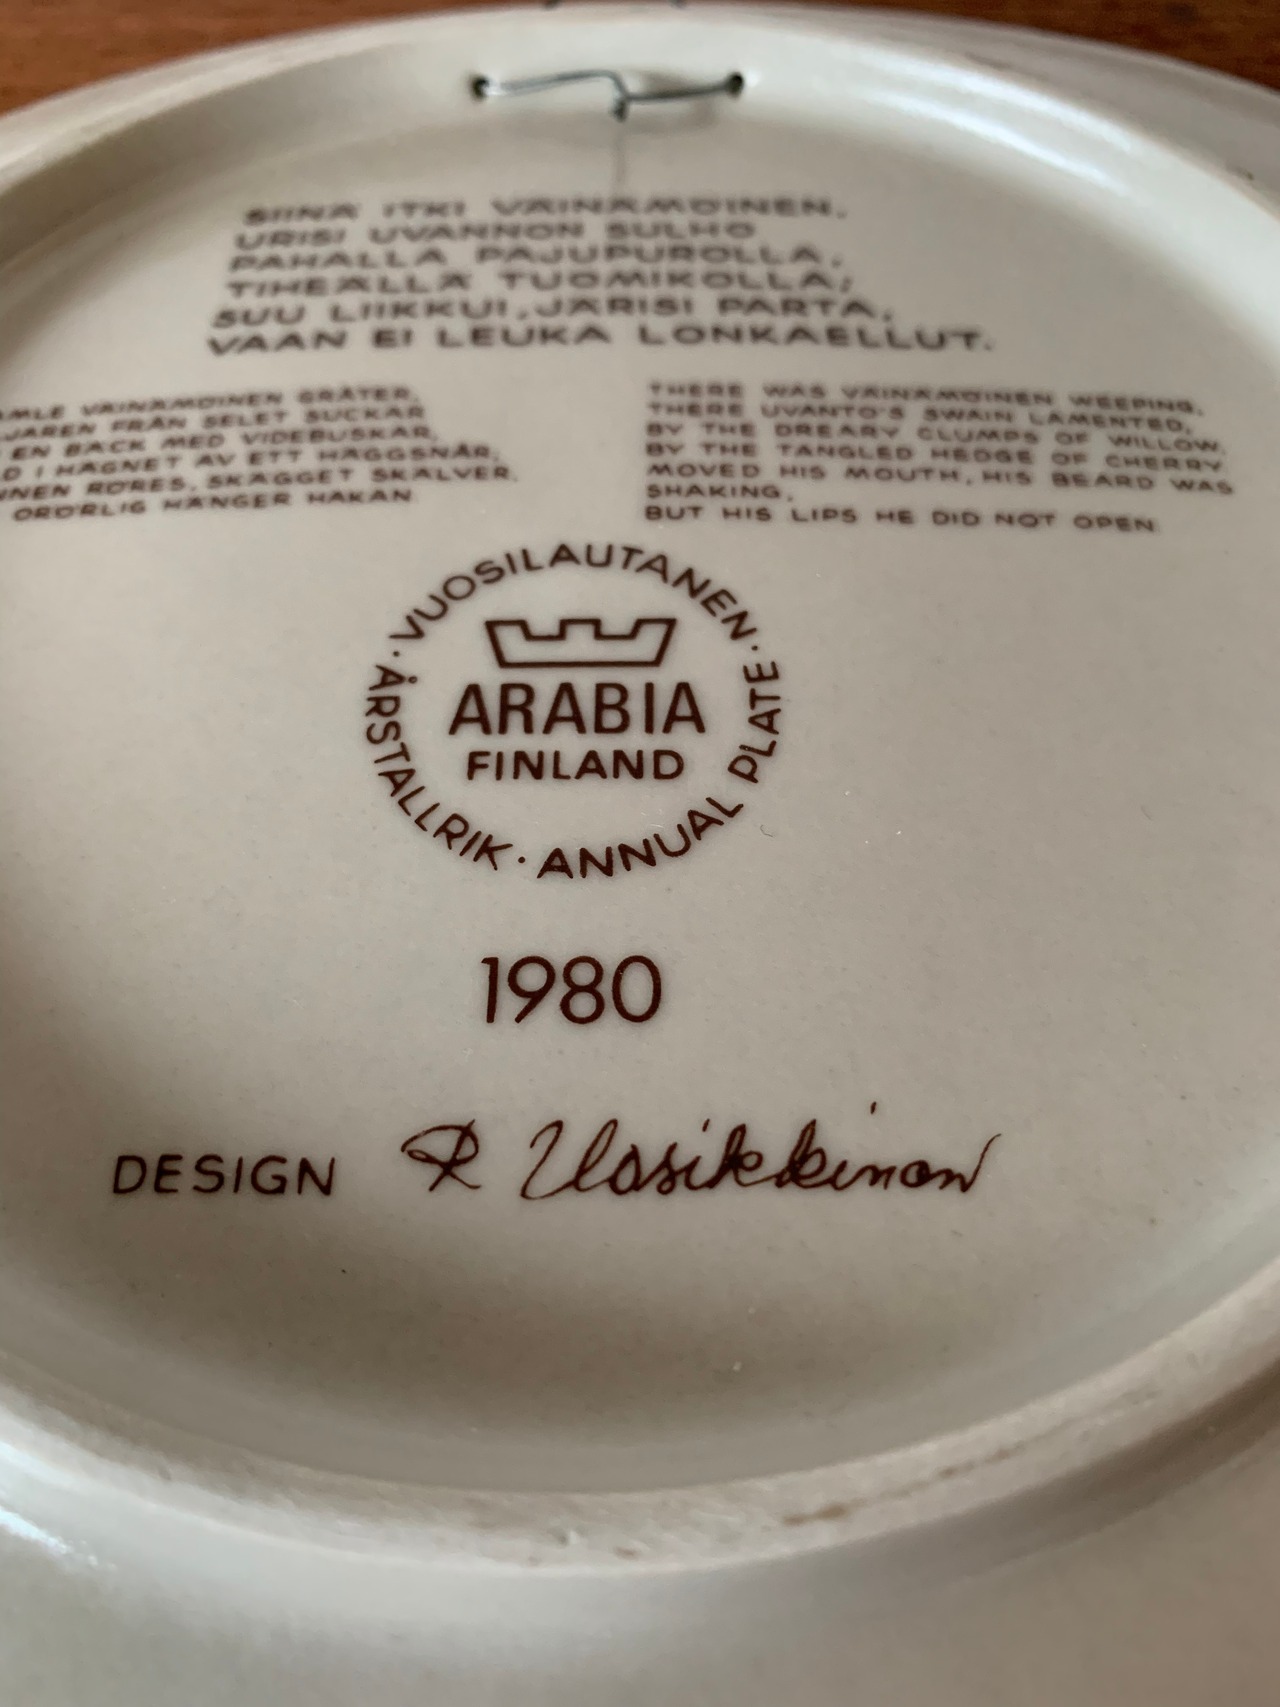 SIINÄ ITKI VÄINÄMÖINEN,
URISI UVANNON SULHO
PAHALLA PAJUPUROLLA,
TIHEÄLLÄ TUOMIKOLLA;
SUU LIIKKUI, JÄRISI PARTA,
VAAN EI LEUKA LONKAELLUT.
VÄINÄMÖINEN GRÅTER,
FRÅN SELET SUCKAR
EN BÄCK MED VIDEBUSKAR,
I HÄGNET AV ETT HÄGGSNÅR,
RÖRES, SKÄGGET SKÄLVER,
ORÖRLIG HÄNGER HAKAN
THERE WAS VÄINÄMÖINEN WEEPING,
THERE UVANTO'S SWAIN LAMENTED,
BY THE DREARY CLUMPS OF WILLOW,
BY THE TANGLED HEDGE OF CHERRY
MOVED HIS MOUTH, HIS BEARD WAS
SHAKING,
BUT HIS LIPS HE DID NOT OPEN
· VUOSILAUTANEN ·
ARABIA
FINLAND
ÅRSTALLRIK · ANNUAL PLATE
1980
DESIGN R Uosikkinen